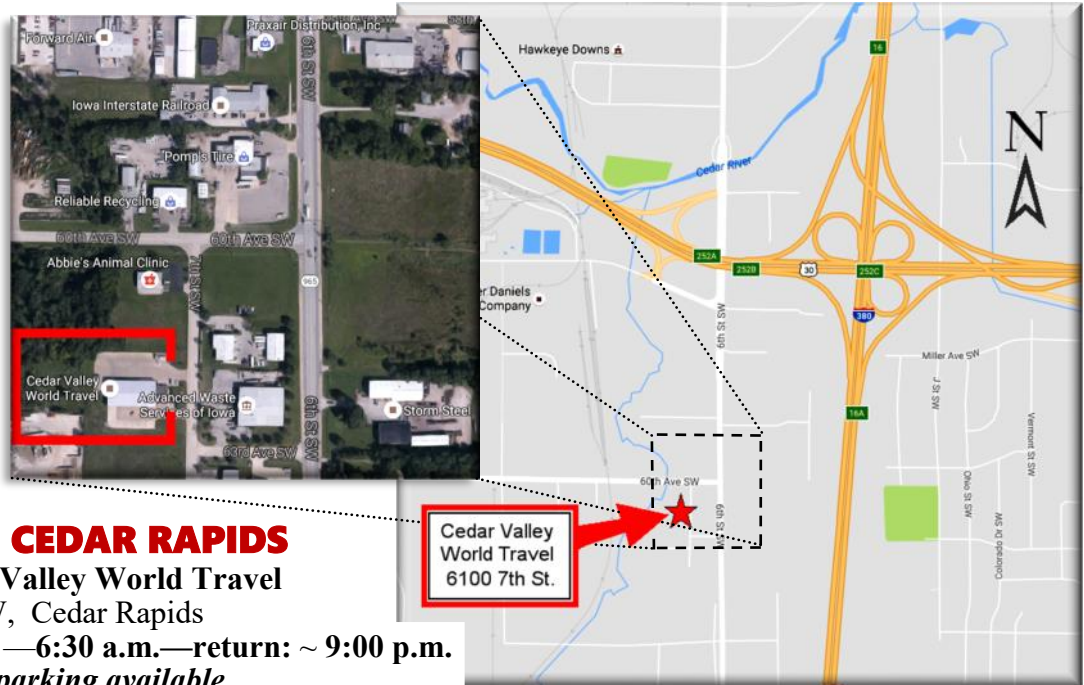 Forward Air
Praxair Distribution, Inc
6th St SW
Iowa Interstate Railroad
Pomp's Tire
Reliable Recycling
60th Ave SW
60th Ave SW
Abbie's Animal Clinic
7th St SW
965
Cedar Valley
World Travel
Advanced Waste
Services of Iowa
Storm Steel
6th St SW
63rd Ave SW
Hawkeye Downs
16
N
Cedar River
252A
252B
30
252C
er Daniels
Company
380
6th St SW
Miller Ave SW
J St SW
16A
Vermont St SW
60th Ave SW
Ohio St SW
6th St SW
Colorado Dr SW
Cedar Valley
World Travel
6100 7th St.
CEDAR RAPIDS
Valley World Travel
, Cedar Rapids
—6:30 a.m.—return: ~ 9:00 p.m.
parking available